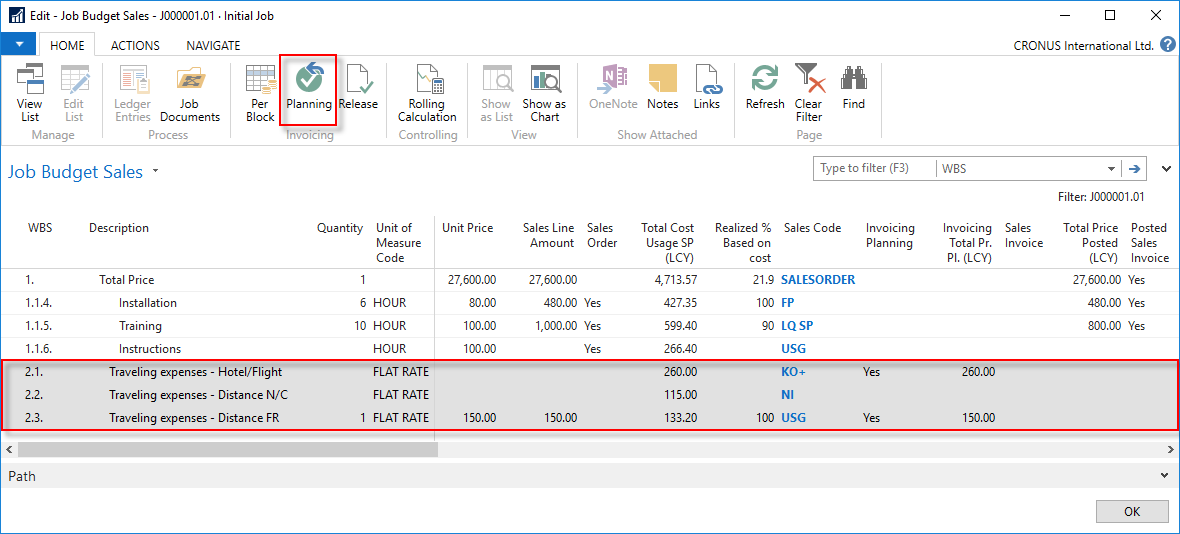 Edit - Job Budget Sales - J000001.01 · Initial Job
HOME ACTIONS NAVIGATE CRONUS International Ltd. ?
View List Edit List Ledger Entries Job Documents Per Block Planning Release Rolling Calculation Show as List Show as Chart OneNote Notes Links Refresh Clear Filter Find
Manage Process Invoicing Controlling View Show Attached Page
Job Budget Sales Type to filter (F3) WBS
Filter: J000001.01
WBS Description Quantity Unit of Measure Code Unit Price Sales Line Amount Sales Order Total Cost Usage SP (LCY) Realized % Based on cost Sales Code Invoicing Planning Invoicing Total Pr. Pl. (LCY) Sales Invoice Total Price Posted (LCY) Posted Sales Invoice
1. Total Price 1 27,600.00 27,600.00 4,713.57 21.9 SALESORDER 27,600.00 Yes
1.1.4. Installation 6 HOUR 80.00 480.00 Yes 427.35 100 FP 480.00 Yes
1.1.5. Training 10 HOUR 100.00 1,000.00 Yes 599.40 90 LQ SP 800.00 Yes
1.1.6. Instructions HOUR 100.00 Yes 266.40 USG
2.1. Traveling expenses - Hotel/Flight FLAT RATE 260.00 KO+ Yes 260.00
2.2. Traveling expenses - Distance N/C FLAT RATE 115.00 NI
2.3. Traveling expenses - Distance FR 1 FLAT RATE 150.00 150.00 133.20 100 USG Yes 150.00
Path
OK